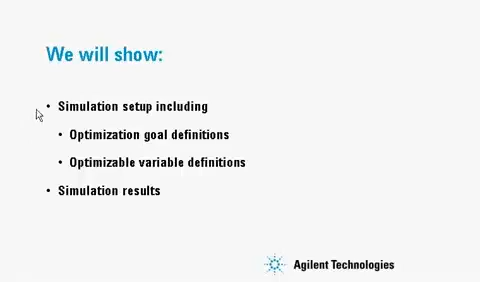 We will show:
• Simulation setup including
• Optimization goal definitions
• Optimizable variable definitions
• Simulation results
Agilent Technologies